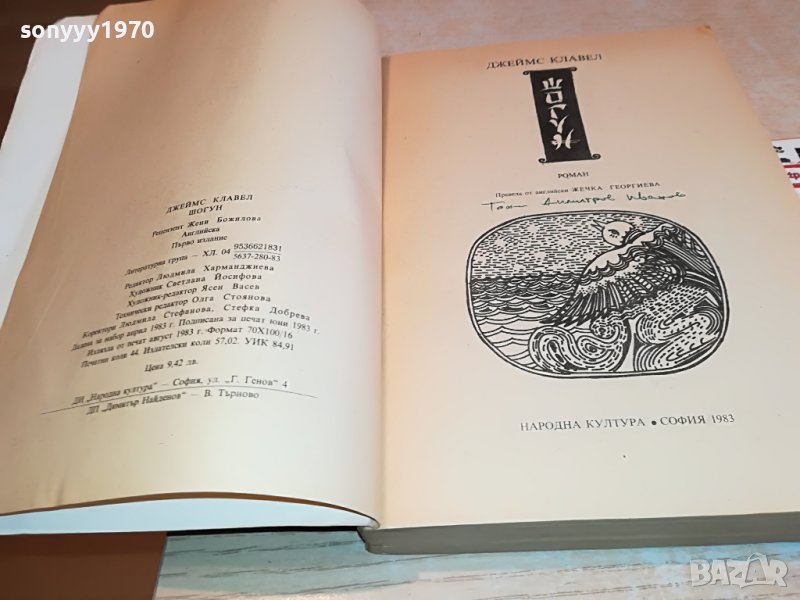 sonyyy1970
ДЖЕЙМС КЛАВЕЛ
ШОГУН
Рецензент Жени Божилова
Английска
Първо издание
Литературна група — ХЛ. 04 9536621831
5637-280-83
Редактор Людмила Харманджиева
Художник Светлана Йосифова
Художник-редактор Ясен Васев
Технически редактор Олга Стоянова
Коректори Людмила Стефанова, Стефка Добрева
Дадена за набор април 1983 г. Подписана за печат юни 1983 г.
Излязла от печат август 1983 г. Формат 70X100/16
Печатни коли 44. Издателски коли 57,02. УИК 84,91
Цена 9,42 лв.
ДИ „Народна култура“ — София, ул. „Г. Генов“ 4
ДП „Димитър Найденов“ — В. Търново
ДЖЕЙМС КЛАВЕЛ
ШОГУН
РОМАН
Превела от английски ЖЕЧКА ГЕОРГИЕВА
Димитров Иванов
НАРОДНА КУЛТУРА • СОФИЯ 1983
BAZAR